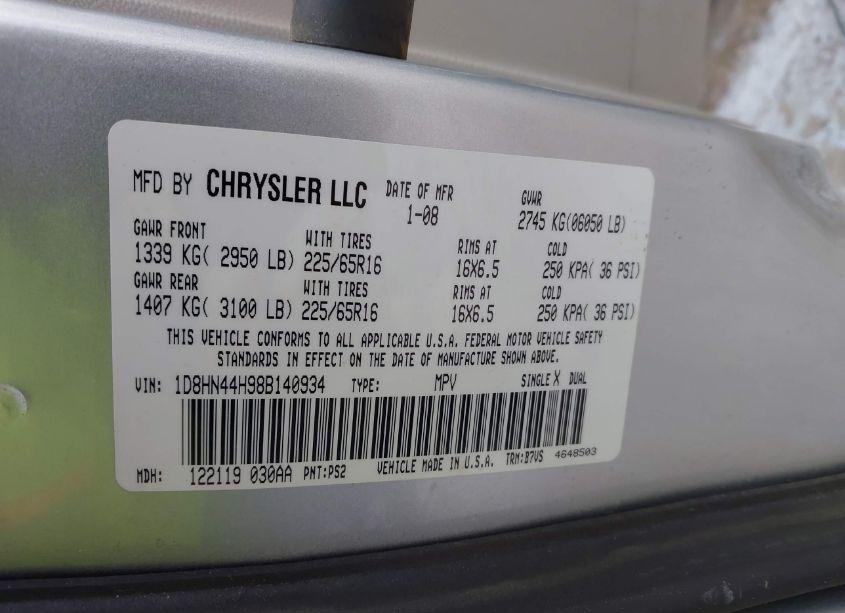 MFD BY CHRYSLER LLC DATE OF MFR 1-08 GVWR 2745 KG(06050 LB)
GAWR FRONT WITH TIRES RIMS AT COLD
1339 KG( 2950 LB) 225/65R16 16X6.5 250 KPA( 36 PSI)
GAWR REAR WITH TIRES RIMS AT COLD
1407 KG( 3100 LB) 225/65R16 16X6.5 250 KPA( 36 PSI)
THIS VEHICLE CONFORMS TO ALL APPLICABLE U.S.A. FEDERAL MOTOR VEHICLE SAFETY
STANDARDS IN EFFECT ON THE DATE OF MANUFACTURE SHOWN ABOVE.
VIN: 1D8HN44H98B140934 TYPE: MPV SINGLE X DUAL
MDH: 122119 030AA PNT:PS2 VEHICLE MADE IN U.S.A. TRM:B7VS 4648503